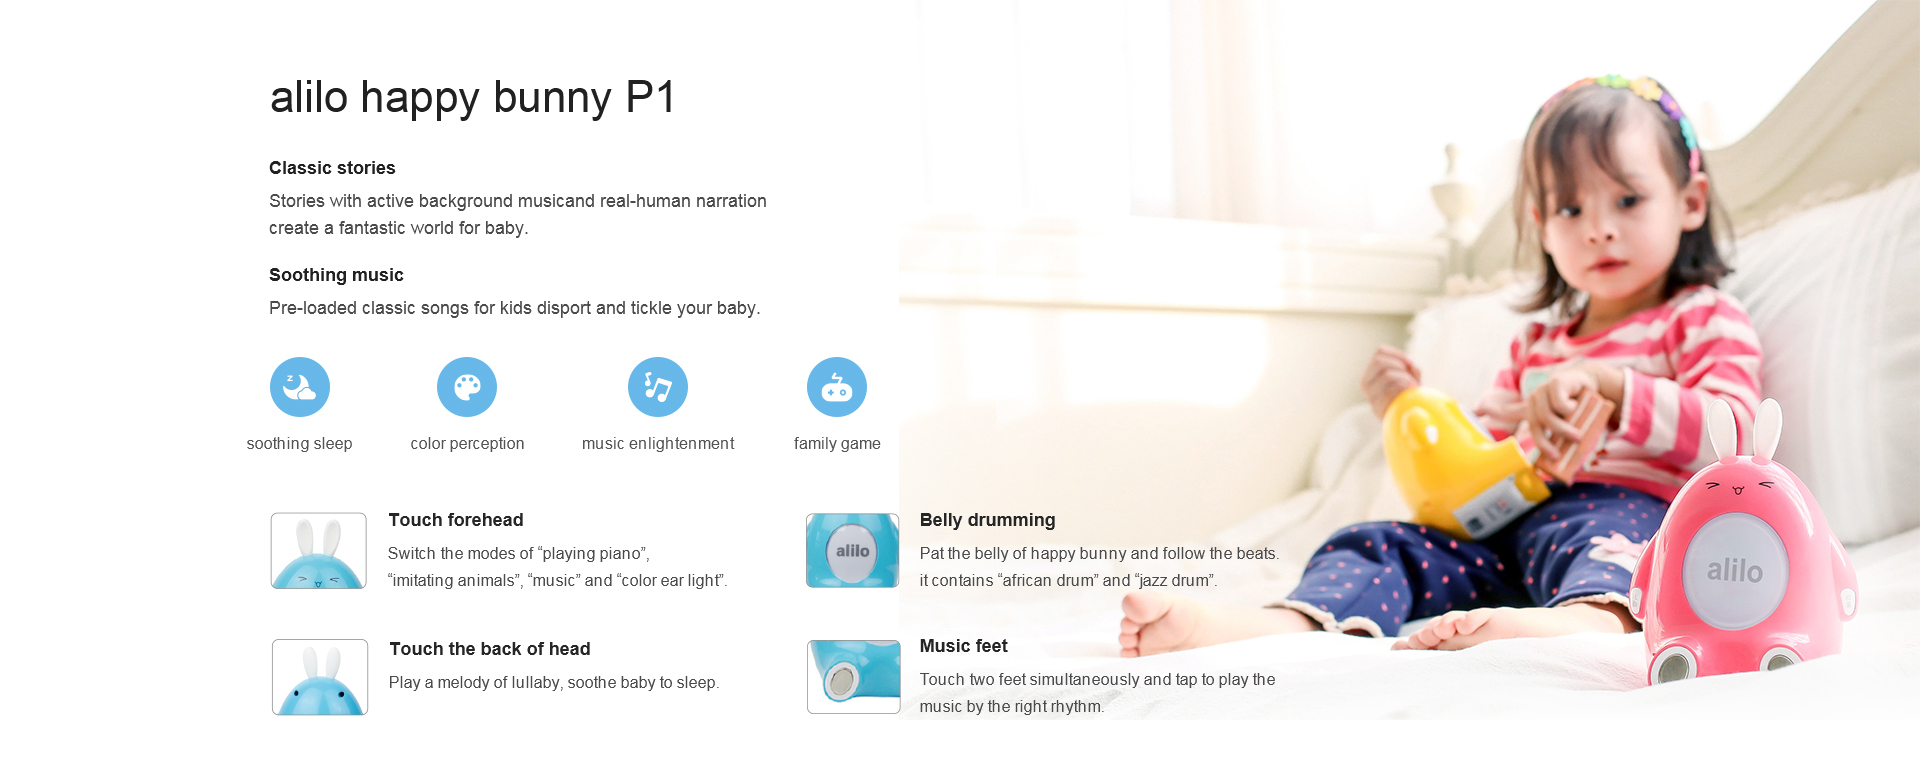 alilo happy bunny P1
Classic stories
Stories with active background musicand real-human narration
create a fantastic world for baby.
Soothing music
Pre-loaded classic songs for kids disport and tickle your baby.
z
soothing sleep
color perception
music enlightenment
family game
Touch forehead
Switch the modes of “playing piano”,
“imitating animals”, “music” and “color ear light”.
alilo
Belly drumming
Pat the belly of happy bunny and follow the beats.
it contains “african drum” and “jazz drum”.
Touch the back of head
Play a melody of lullaby, soothe baby to sleep.
Music feet
Touch two feet simultaneously and tap to play the
music by the right rhythm.
alilo